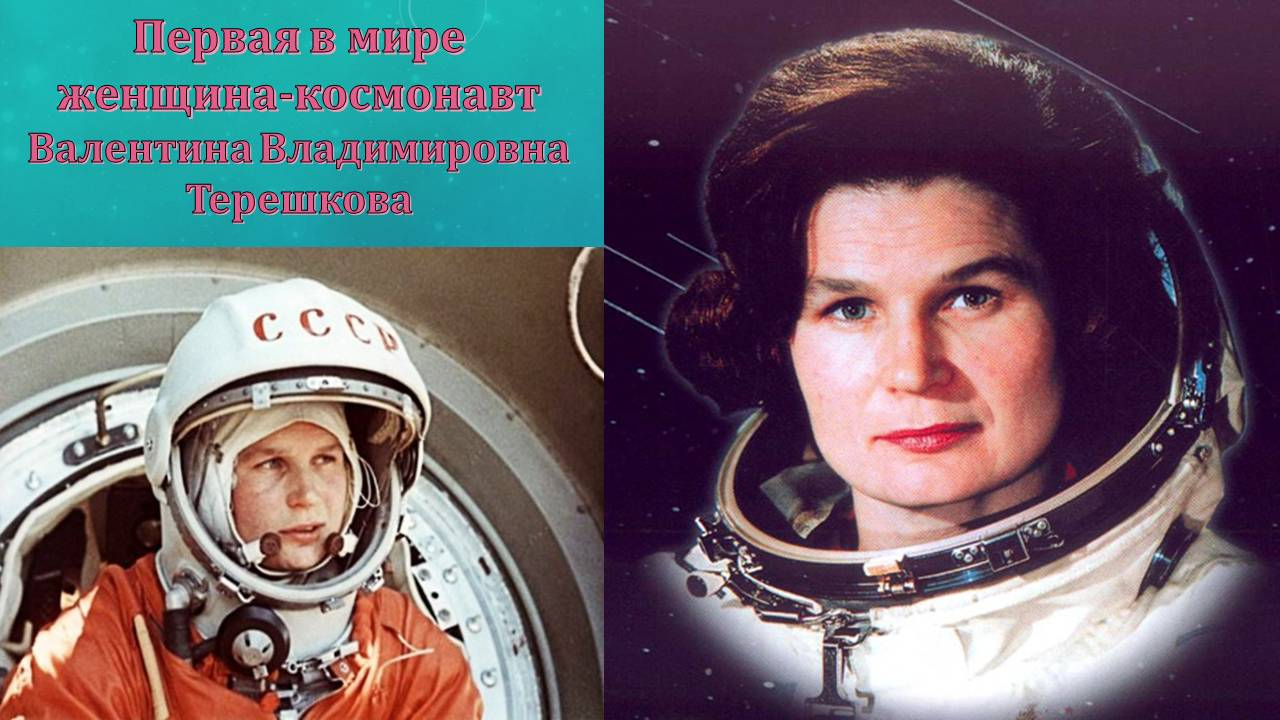 Первая в мире
женщина-космонавт
Валентина Владимировна
Терешкова
СССР